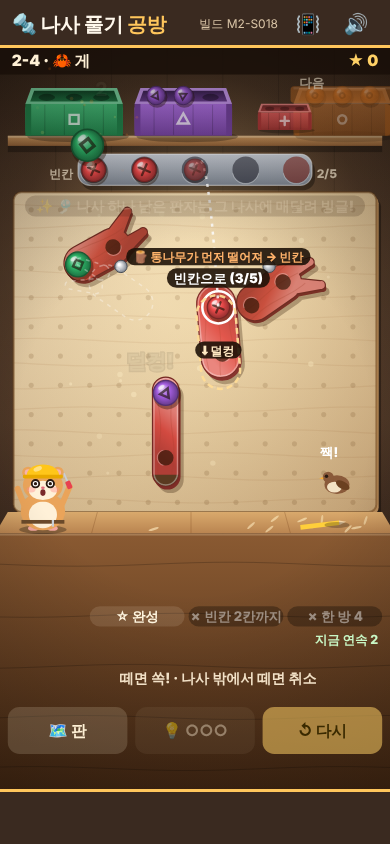 나사 풀기 공방
빌드 M2-S018
2-4 · 🦀 게
★ 0
다음
빈칸
2/5
통나무가 먼저 떨어져 → 빈칸
빈칸으로 (3/5)
⬇덜컹
짹!
☆ 완성
× 빈칸 2칸까지
× 한 방 4
지금 연속 2
떼면 쏙! · 나사 밖에서 떼면 취소
🗺️ 판
💡 ○○○
↺ 다시